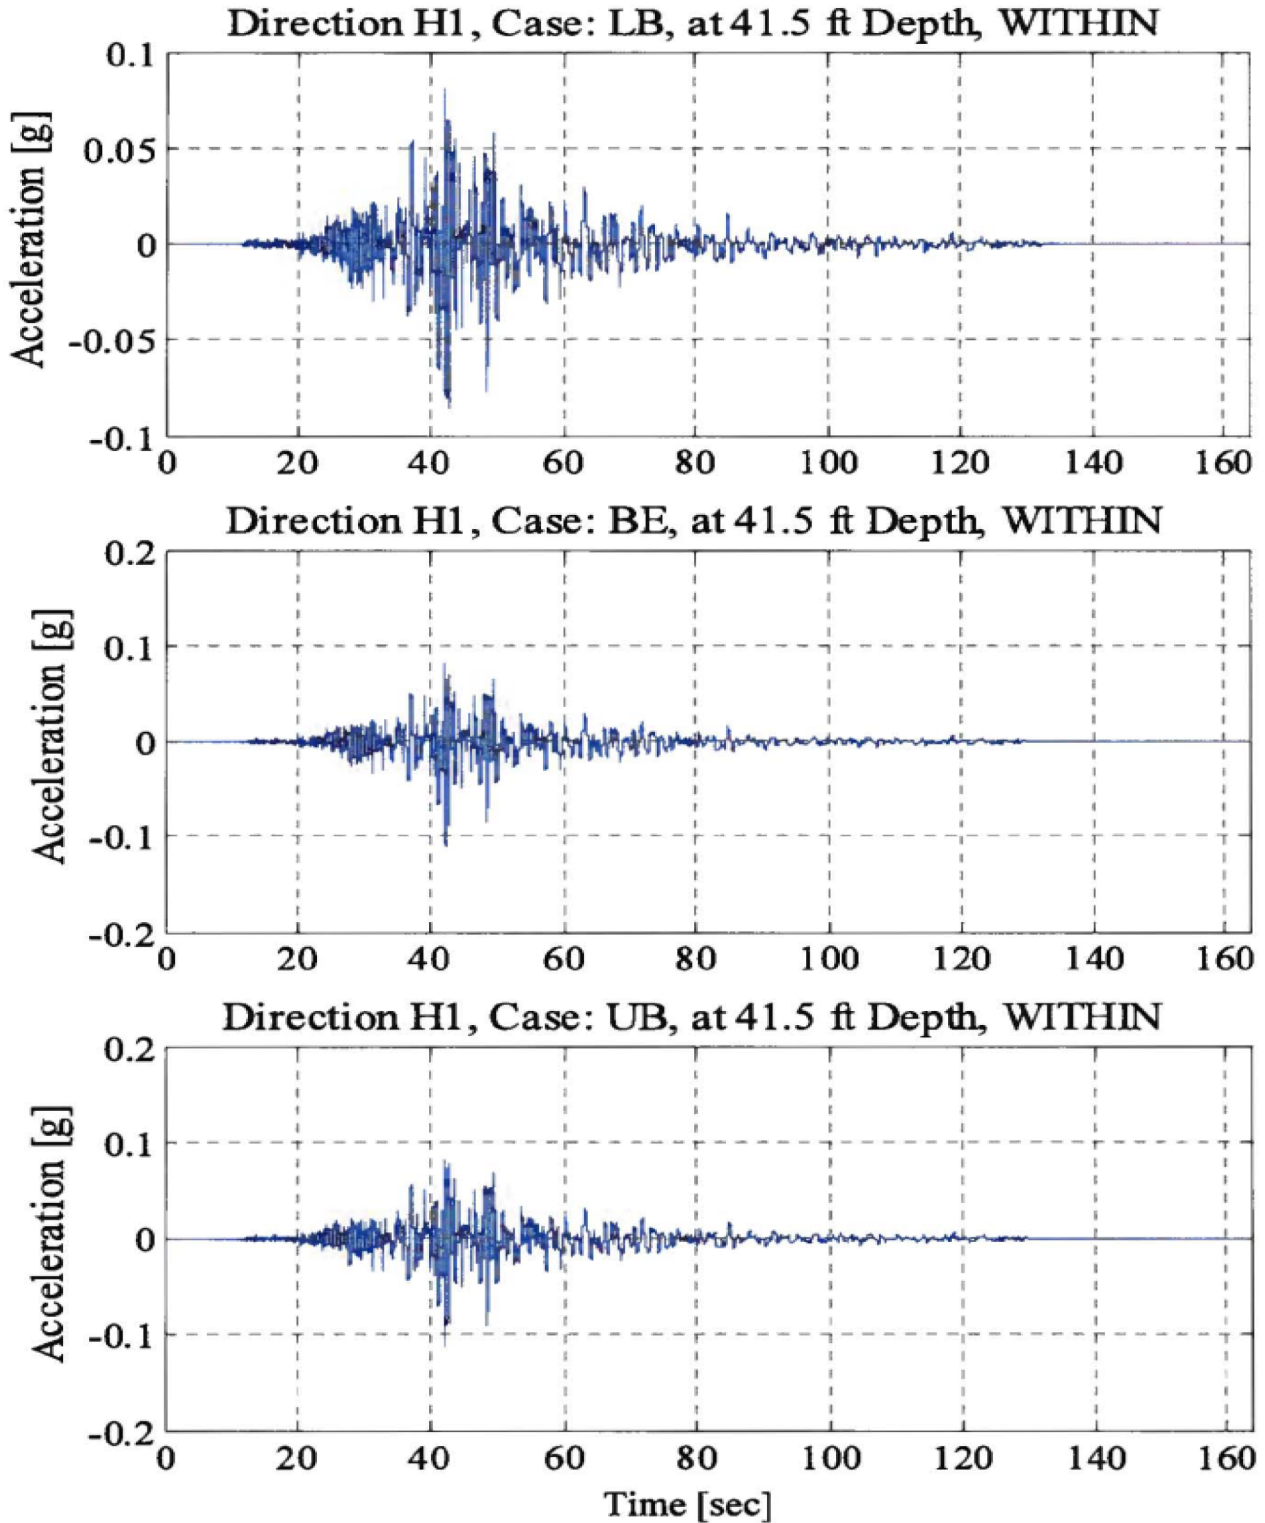 Direction H1, Case: LB, at 41.5 ft Depth, WITHIN
Acceleration [g]
0.1
0.05
0
-0.05
-0.1
0 20 40 60 80 100 120 140 160
Direction H1, Case: BE, at 41.5 ft Depth, WITHIN
Acceleration [g]
0.2
0.1
0
-0.1
-0.2
0 20 40 60 80 100 120 140 160
Direction H1, Case: UB, at 41.5 ft Depth, WITHIN
Acceleration [g]
0.2
0.1
0
-0.1
-0.2
0 20 40 60 80 100 120 140 160
Time [sec]